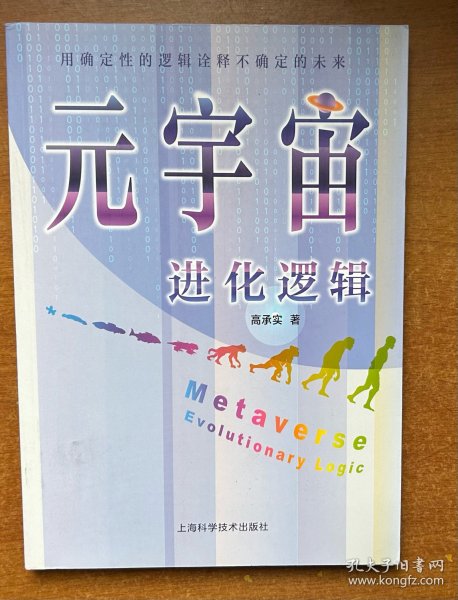 用确定性的逻辑诠释不确定的未来
元宇宙
进化逻辑
高承实 著
Metaverse
Evolutionary Logic
上海科学技术出版社
孔夫子旧书网
www.kongfz.com